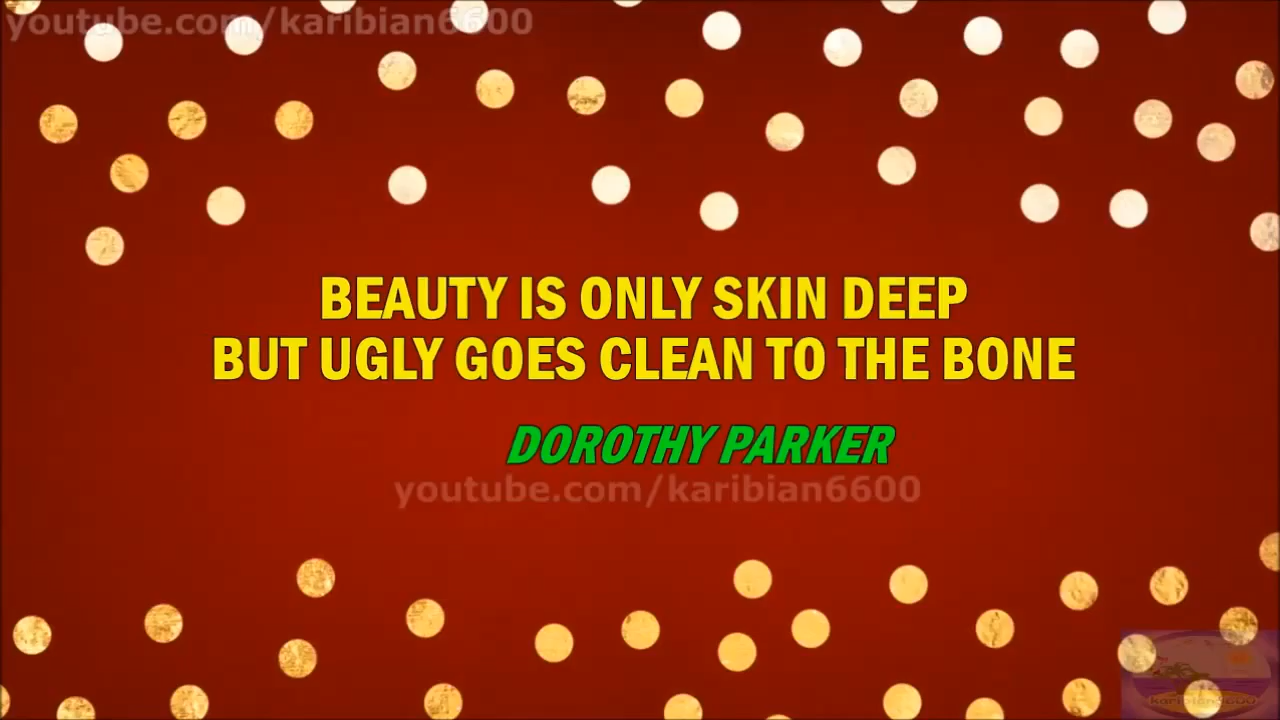 youtube.com/karibian6600
BEAUTY IS ONLY SKIN DEEP
BUT UGLY GOES CLEAN TO THE BONE
DOROTHY PARKER
youtube.com/karibian6600
karibian6600